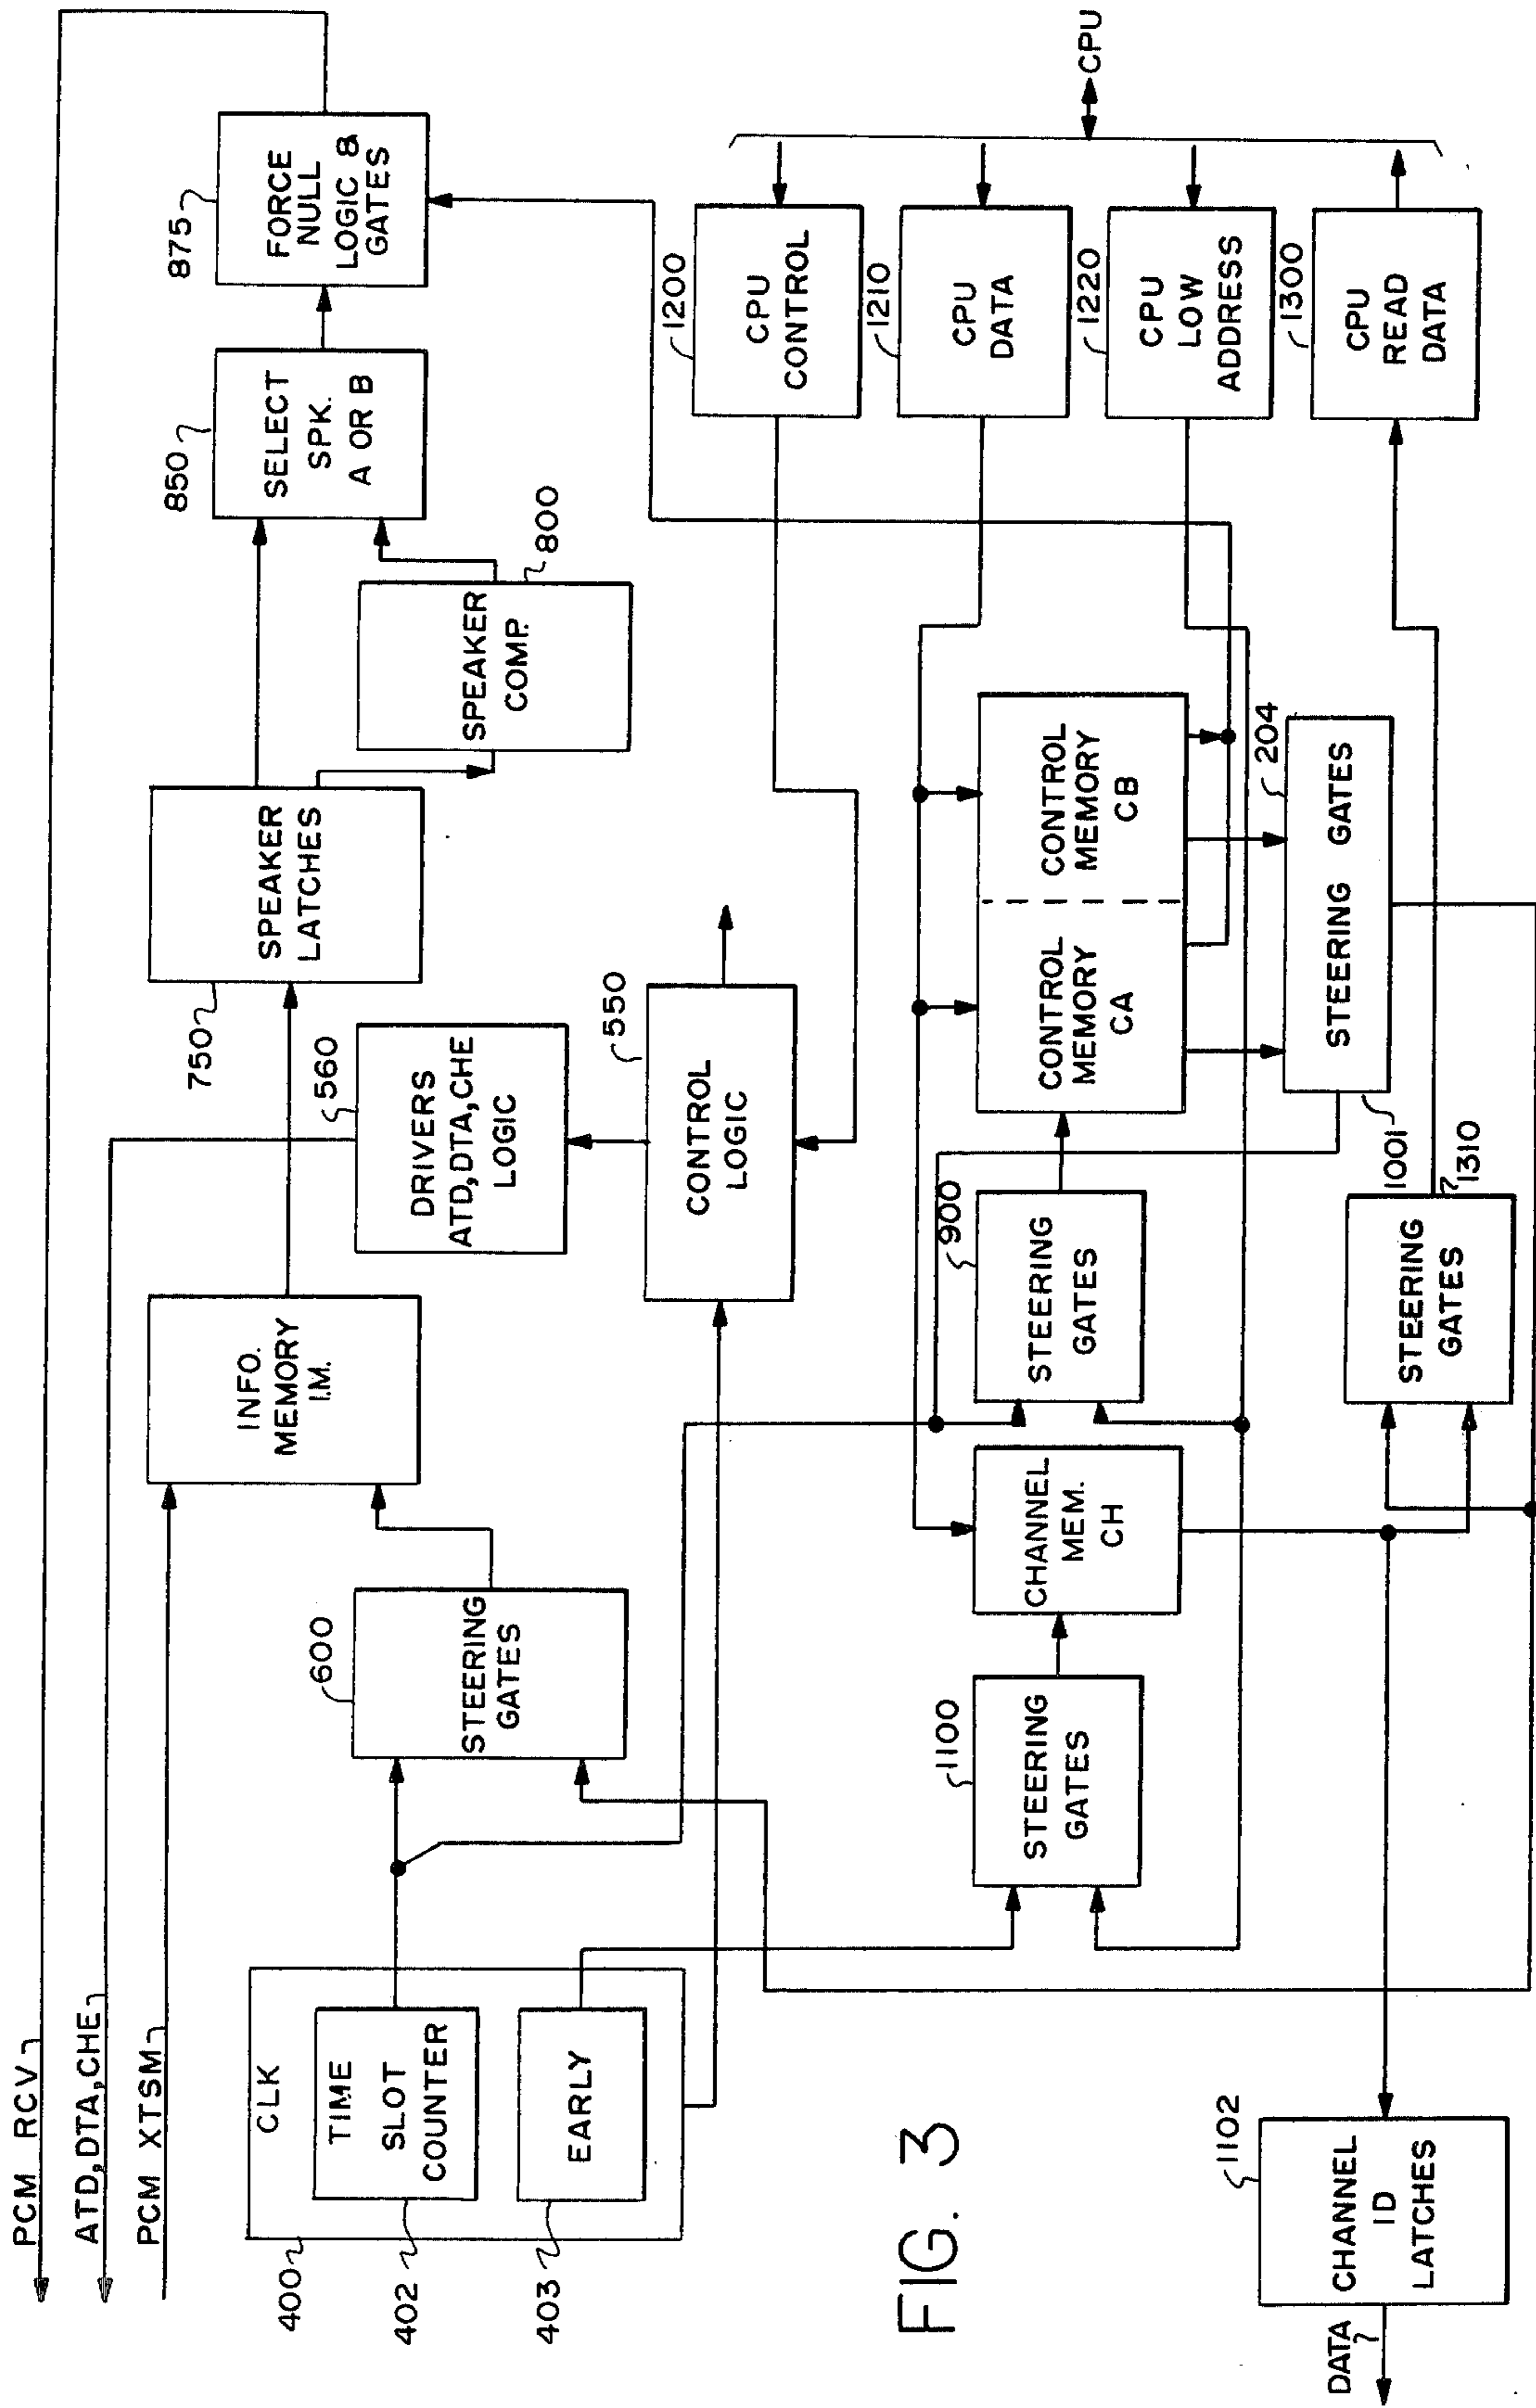 PCM RCV
ATD,DTA,CHE
PCM XTSM
400
CLK
402
TIME
SLOT
COUNTER
403
EARLY
600
STEERING
GATES
INFO.
MEMORY
I.M.
750
SPEAKER
LATCHES
SPEAKER
COMP.
800
850
SELECT
SPK.
A OR B
875
FORCE
NULL
LOGIC &
GATES
560
DRIVERS
ATD,DTA,CHE
LOGIC
550
CONTROL
LOGIC
1200
CPU
CONTROL
1210
CPU
DATA
1220
CPU
LOW
ADDRESS
1300
CPU
READ
DATA
CPU
1100
STEERING
GATES
CHANNEL
MEM.
CH
900
STEERING
GATES
CONTROL
MEMORY
CA
CONTROL
MEMORY
CB
204
STEERING GATES
1001
1310
STEERING
GATES
1102
CHANNEL
ID
LATCHES
DATA
FIG. 3